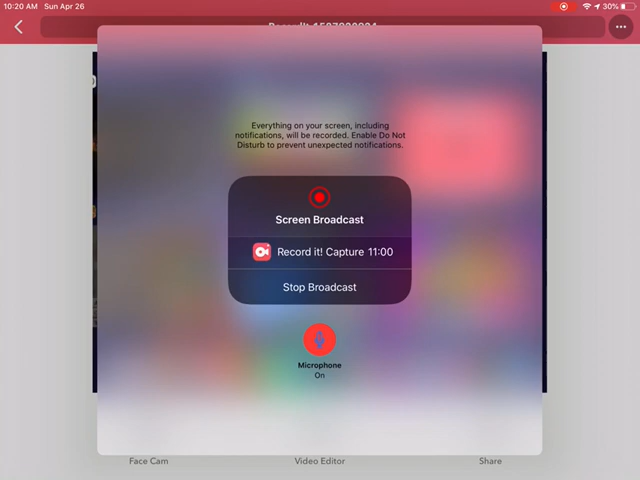 10:20 AM Sun Apr 26
30%
Everything on your screen, including
notifications, will be recorded. Enable Do Not
Disturb to prevent unexpected notifications.
Screen Broadcast
Record it! Capture 11:00
Stop Broadcast
Microphone
On
Face Cam
Video Editor
Share